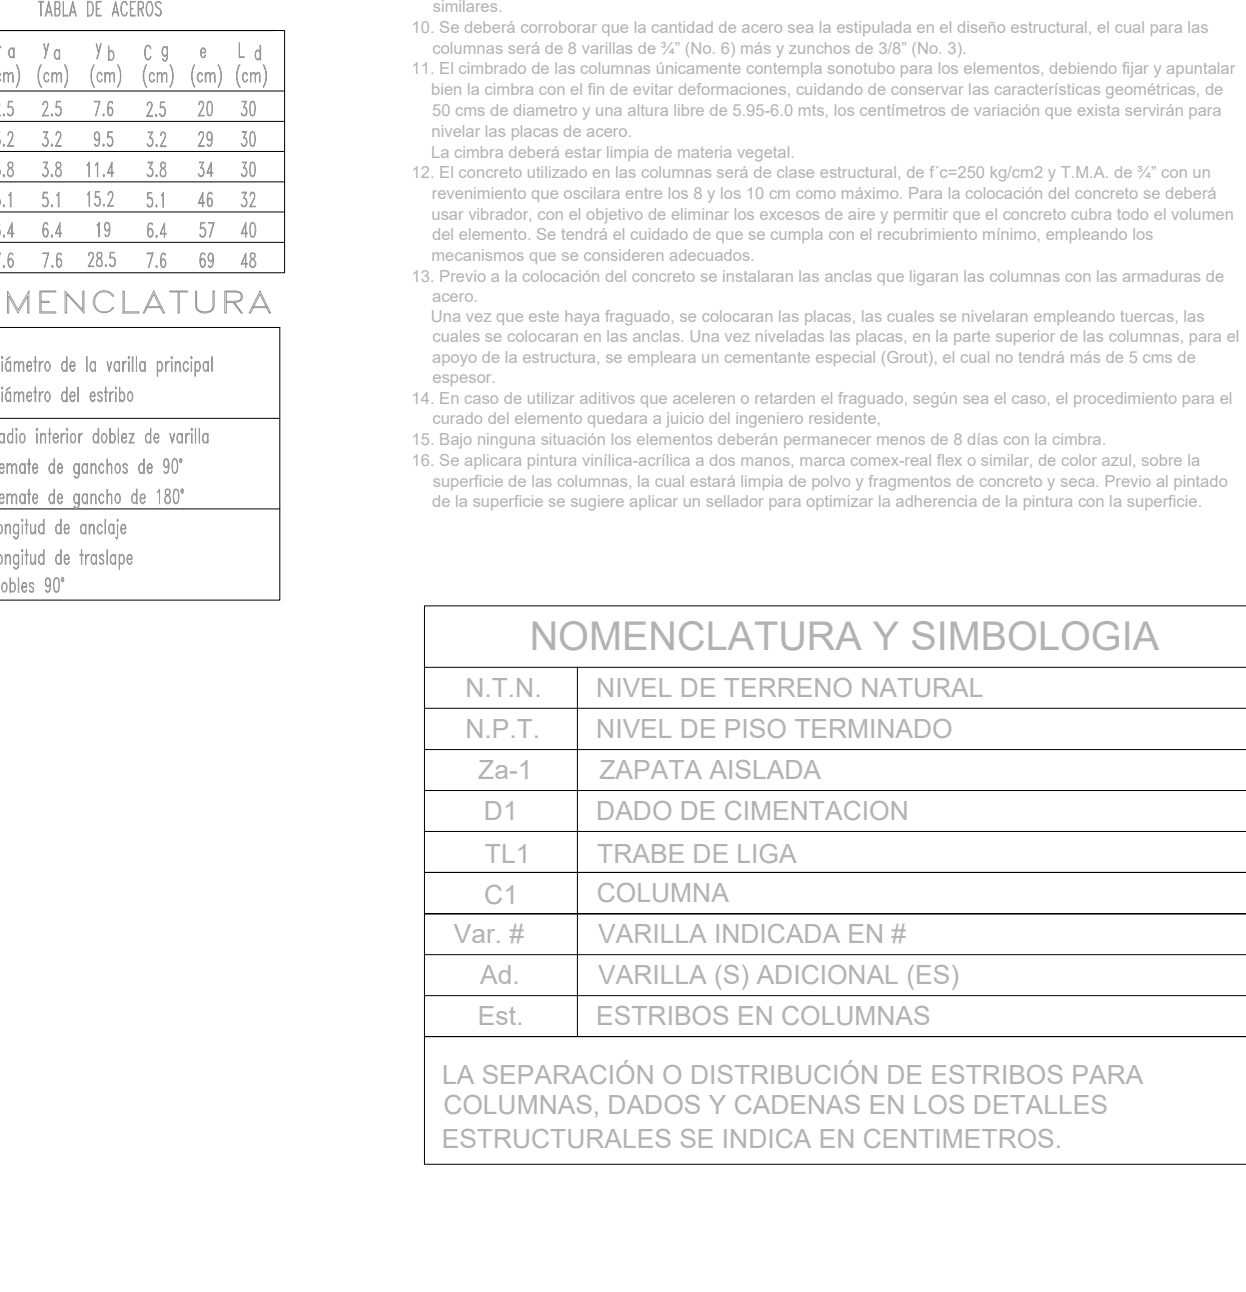 TABLA DE ACEROS
a ya yb Cg e Ld
(cm) (cm) (cm) (cm) (cm)
2.5 7.6 2.5 20 30
3.2 9.5 3.2 29 30
3.8 11.4 3.8 34 30
5.1 15.2 5.1 46 32
6.4 19 6.4 57 40
7.6 28.5 7.6 69 48
MENCLATURA
iámetro de la varilla principal
iámetro del estribo
adio interior doblez de varilla
emate de ganchos de 90°
emate de gancho de 180°
ongitud de anclaje
ongitud de traslape
obles 90°
similares.
10. Se deberá corroborar que la cantidad de acero sea la estipulada en el diseño estructural, el cual para las
columnas será de 8 varillas de ¾” (No. 6) más y zunchos de 3/8” (No. 3).
11. El cimbrado de las columnas únicamente contempla sonotubo para los elementos, debiendo fijar y apuntalar
bien la cimbra con el fin de evitar deformaciones, cuidando de conservar las características geométricas, de
50 cms de diametro y una altura libre de 5.95-6.0 mts, los centímetros de variación que exista servirán para
nivelar las placas de acero.
La cimbra deberá estar limpia de materia vegetal.
12. El concreto utilizado en las columnas será de clase estructural, de f´c=250 kg/cm2 y T.M.A. de ¾” con un
revenimiento que oscilara entre los 8 y los 10 cm como máximo. Para la colocación del concreto se deberá
usar vibrador, con el objetivo de eliminar los excesos de aire y permitir que el concreto cubra todo el volumen
del elemento. Se tendrá el cuidado de que se cumpla con el recubrimiento mínimo, empleando los
mecanismos que se consideren adecuados.
13. Previo a la colocación del concreto se instalaran las anclas que ligaran las columnas con las armaduras de
acero.
Una vez que este haya fraguado, se colocaran las placas, las cuales se nivelaran empleando tuercas, las
cuales se colocaran en las anclas. Una vez niveladas las placas, en la parte superior de las columnas, para el
apoyo de la estructura, se empleara un cementante especial (Grout), el cual no tendrá más de 5 cms de
espesor.
14. En caso de utilizar aditivos que aceleren o retarden el fraguado, según sea el caso, el procedimiento para el
curado del elemento quedara a juicio del ingeniero residente,
15. Bajo ninguna situación los elementos deberán permanecer menos de 8 días con la cimbra.
16. Se aplicara pintura vinílica-acrílica a dos manos, marca comex-real flex o similar, de color azul, sobre la
superficie de las columnas, la cual estará limpia de polvo y fragmentos de concreto y seca. Previo al pintado
de la superficie se sugiere aplicar un sellador para optimizar la adherencia de la pintura con la superficie.
NOMENCLATURA Y SIMBOLOGIA
N.T.N. NIVEL DE TERRENO NATURAL
N.P.T. NIVEL DE PISO TERMINADO
Za-1 ZAPATA AISLADA
D1 DADO DE CIMENTACION
TL1 TRABE DE LIGA
C1 COLUMNA
Var. # VARILLA INDICADA EN #
Ad. VARILLA (S) ADICIONAL (ES)
Est. ESTRIBOS EN COLUMNAS
LA SEPARACIÓN O DISTRIBUCIÓN DE ESTRIBOS PARA
COLUMNAS, DADOS Y CADENAS EN LOS DETALLES
ESTRUCTURALES SE INDICA EN CENTIMETROS.